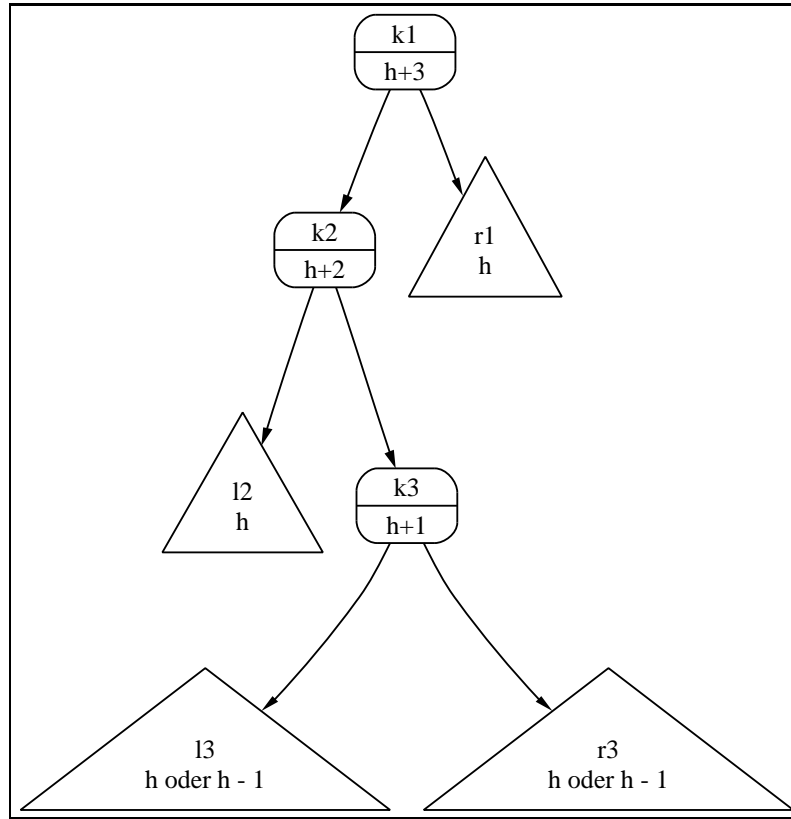 k1
h+3
k2
h+2
r1
h
l2
h
k3
h+1
l3
h oder h - 1
r3
h oder h - 1